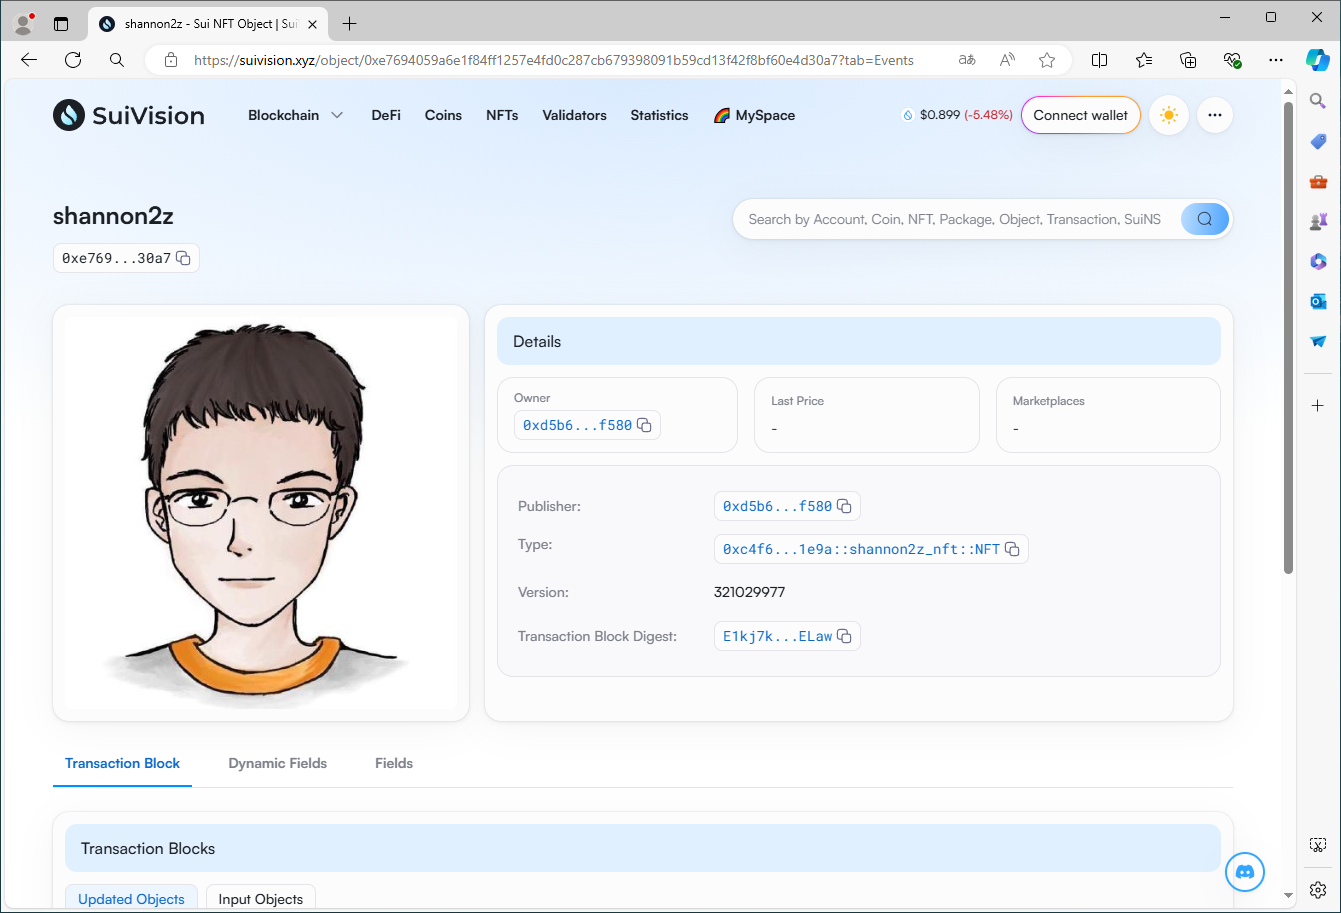 shannon2z - Sui NFT Object | Sui
https://suivision.xyz/object/0xe7694059a6e1f84ff1257e4fd0c287cb679398091b59cd13f42f8bf60e4d30a7?tab=Events
SuiVision
Blockchain
DeFi
Coins
NFTs
Validators
Statistics
MySpace
$0.899 (-5.48%)
Connect wallet
shannon2z
Search by Account, Coin, NFT, Package, Object, Transaction, SuiNS
0xe769...30a7
Details
Owner
0xd5b6...f580
Last Price
-
Marketplaces
-
Publisher:
0xd5b6...f580
Type:
0xc4f6...1e9a::shannon2z_nft::NFT
Version:
321029977
Transaction Block Digest:
E1kj7k...ELaw
Transaction Block
Dynamic Fields
Fields
Transaction Blocks
Updated Objects
Input Objects